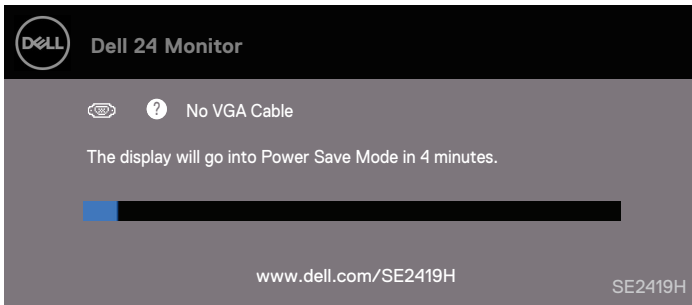 DELL
Dell 24 Monitor
? No VGA Cable
The display will go into Power Save Mode in 4 minutes.
www.dell.com/SE2419H
SE2419H